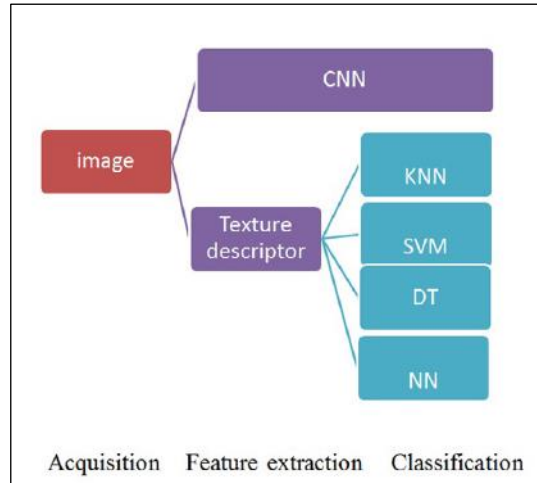 CNN
image
KNN
Texture
descriptor
SVM
DT
NN
Acquisition Feature extraction Classification